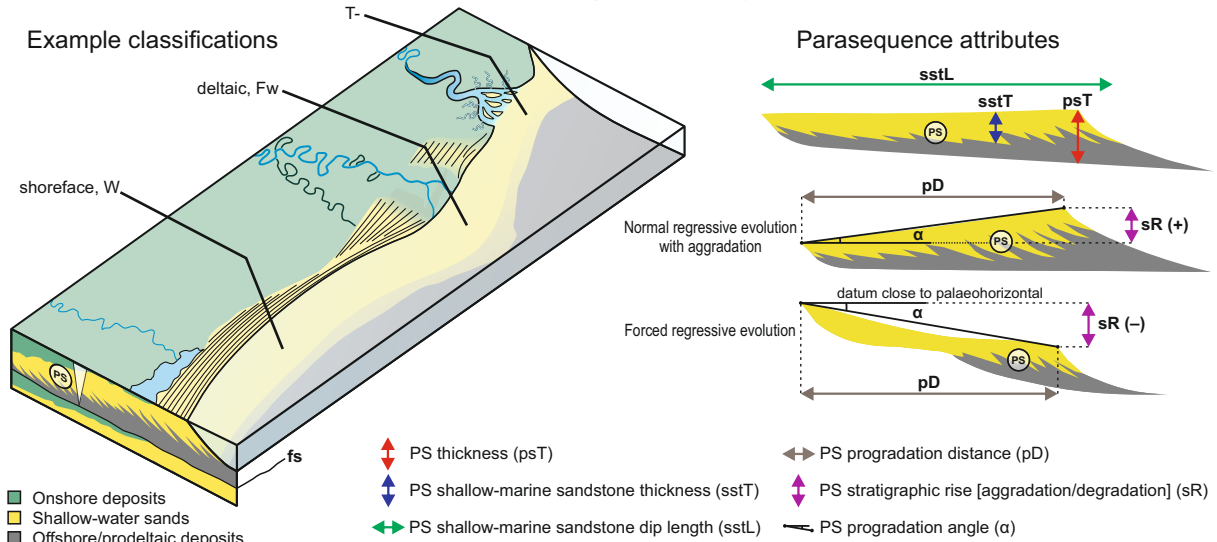 T-
Example classifications
Parasequence attributes
deltaic, Fw
shoreface, W
PS
fs
Onshore deposits
Shallow-water sands
Offshore/prodeltaic deposits
sstL
sstT
psT
PS
pD
Normal regressive evolution
with aggradation
α
PS
sR (+)
datum close to palaeohorizontal
α
Forced regressive evolution
sR (–)
PS
pD
PS thickness (psT)
PS shallow-marine sandstone thickness (sstT)
PS shallow-marine sandstone dip length (sstL)
PS progradation distance (pD)
PS stratigraphic rise [aggradation/degradation] (sR)
PS progradation angle (α)